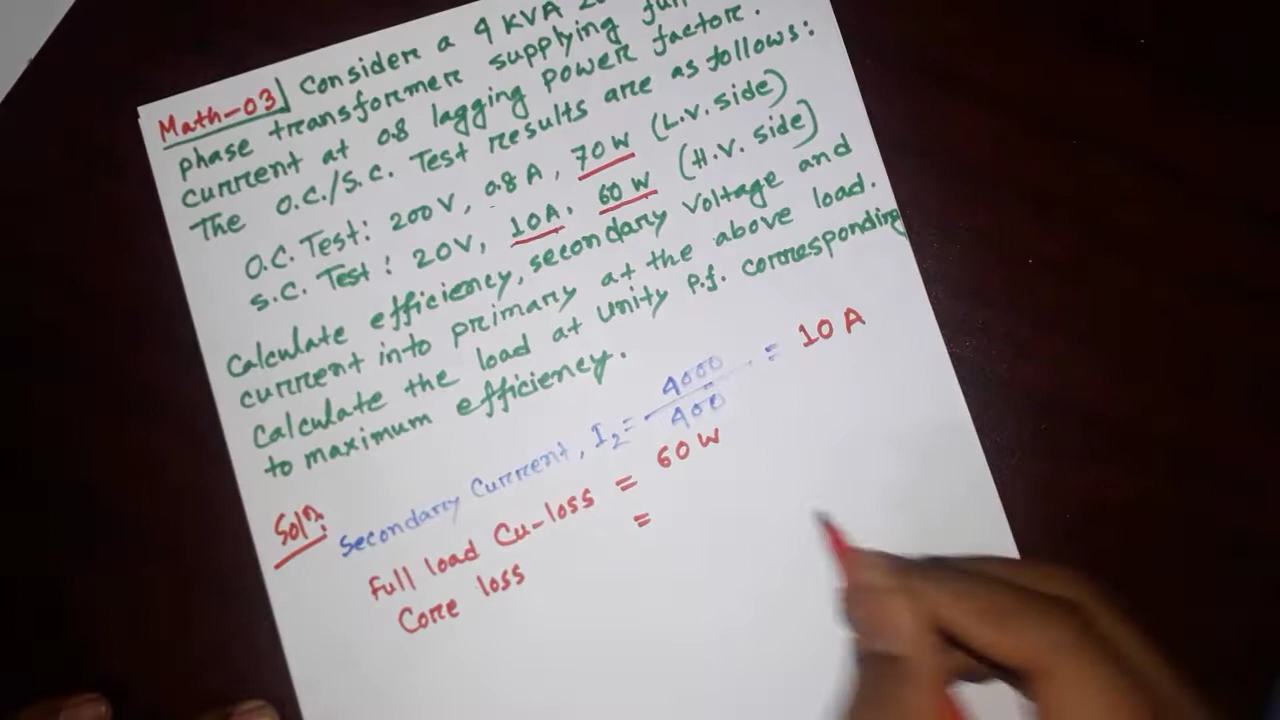 Math-03] Consider a 4 KVA
phase transformer supplying
current at 0.8 lagging power factor.
The O.C./S.C. Test results are as follows:
O.C. Test: 200V, 0.8 A, 70 W (L.V. side)
S.C. Test: 20V, 10A, 60 W (H.V. side)
Calculate efficiency, secondary voltage and
current into primary at the above load.
Calculate the load at unity P.f. corresponding
to maximum efficiency.
Soln: Secondary Current, I₂ = 4000/400 = 10 A
Full load Cu-loss = 60 W
Core loss =